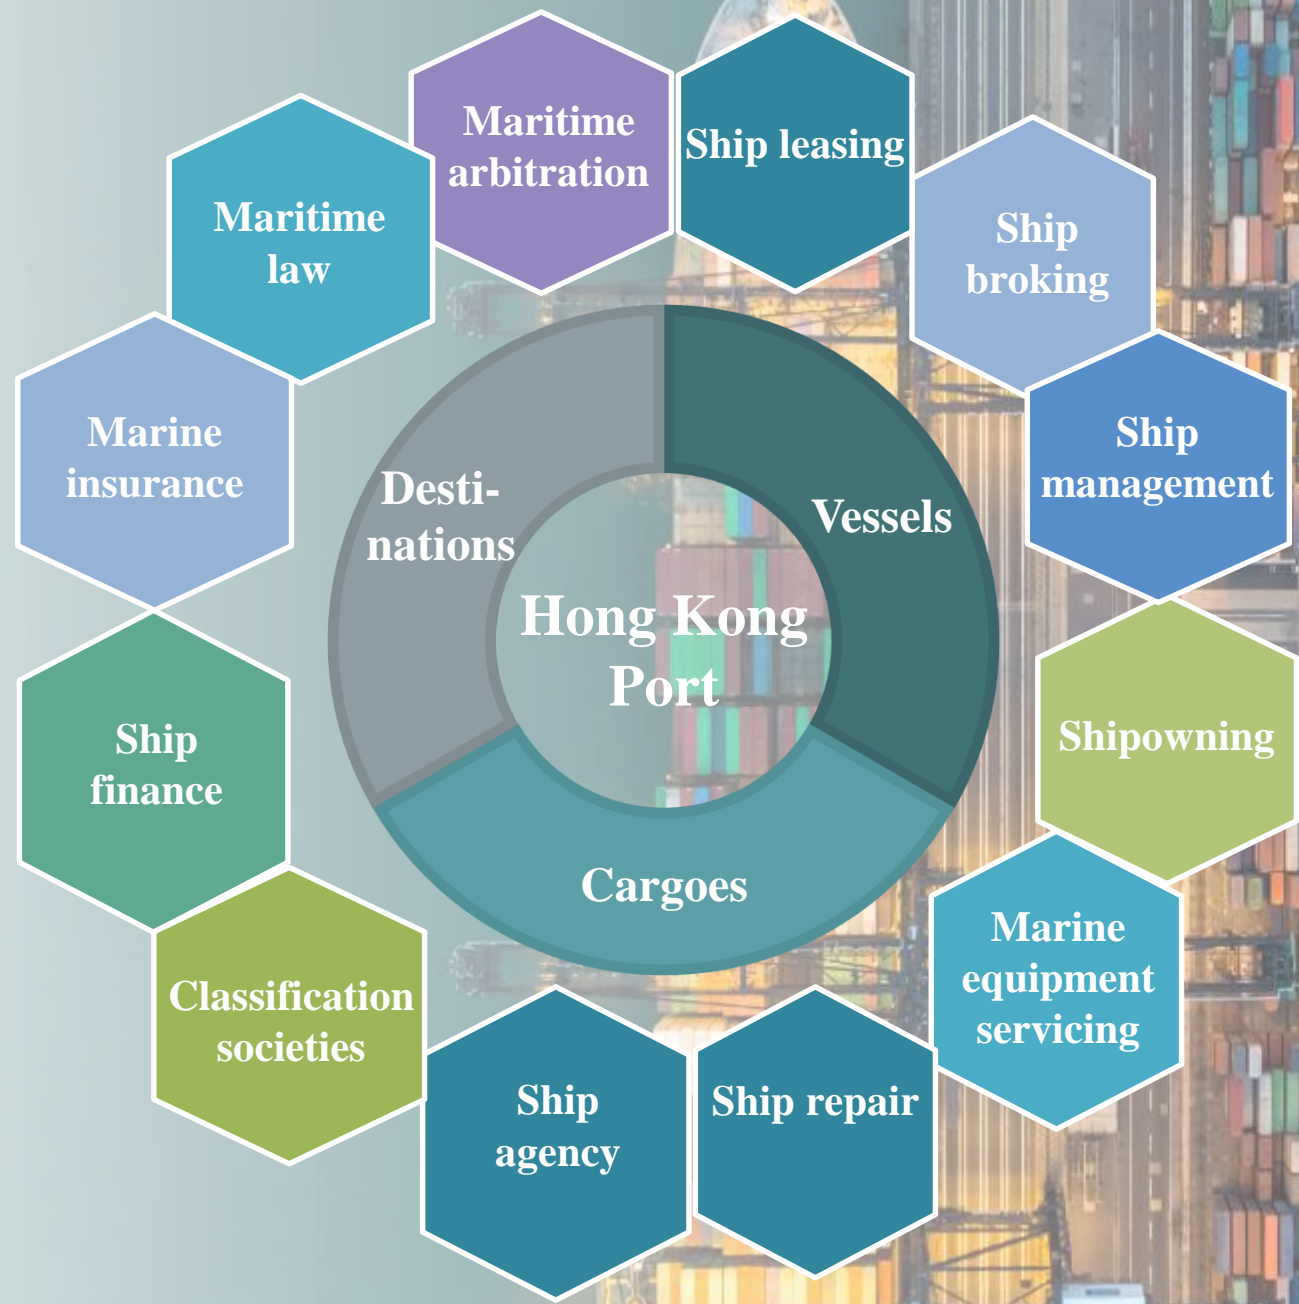 Maritime
arbitration
Ship leasing
Ship
broking
Ship
management
Shipowning
Marine
equipment
servicing
Ship repair
Ship
agency
Classification
societies
Ship
finance
Marine
insurance
Maritime
law
Desti-
nations
Vessels
Cargoes
Hong Kong
Port